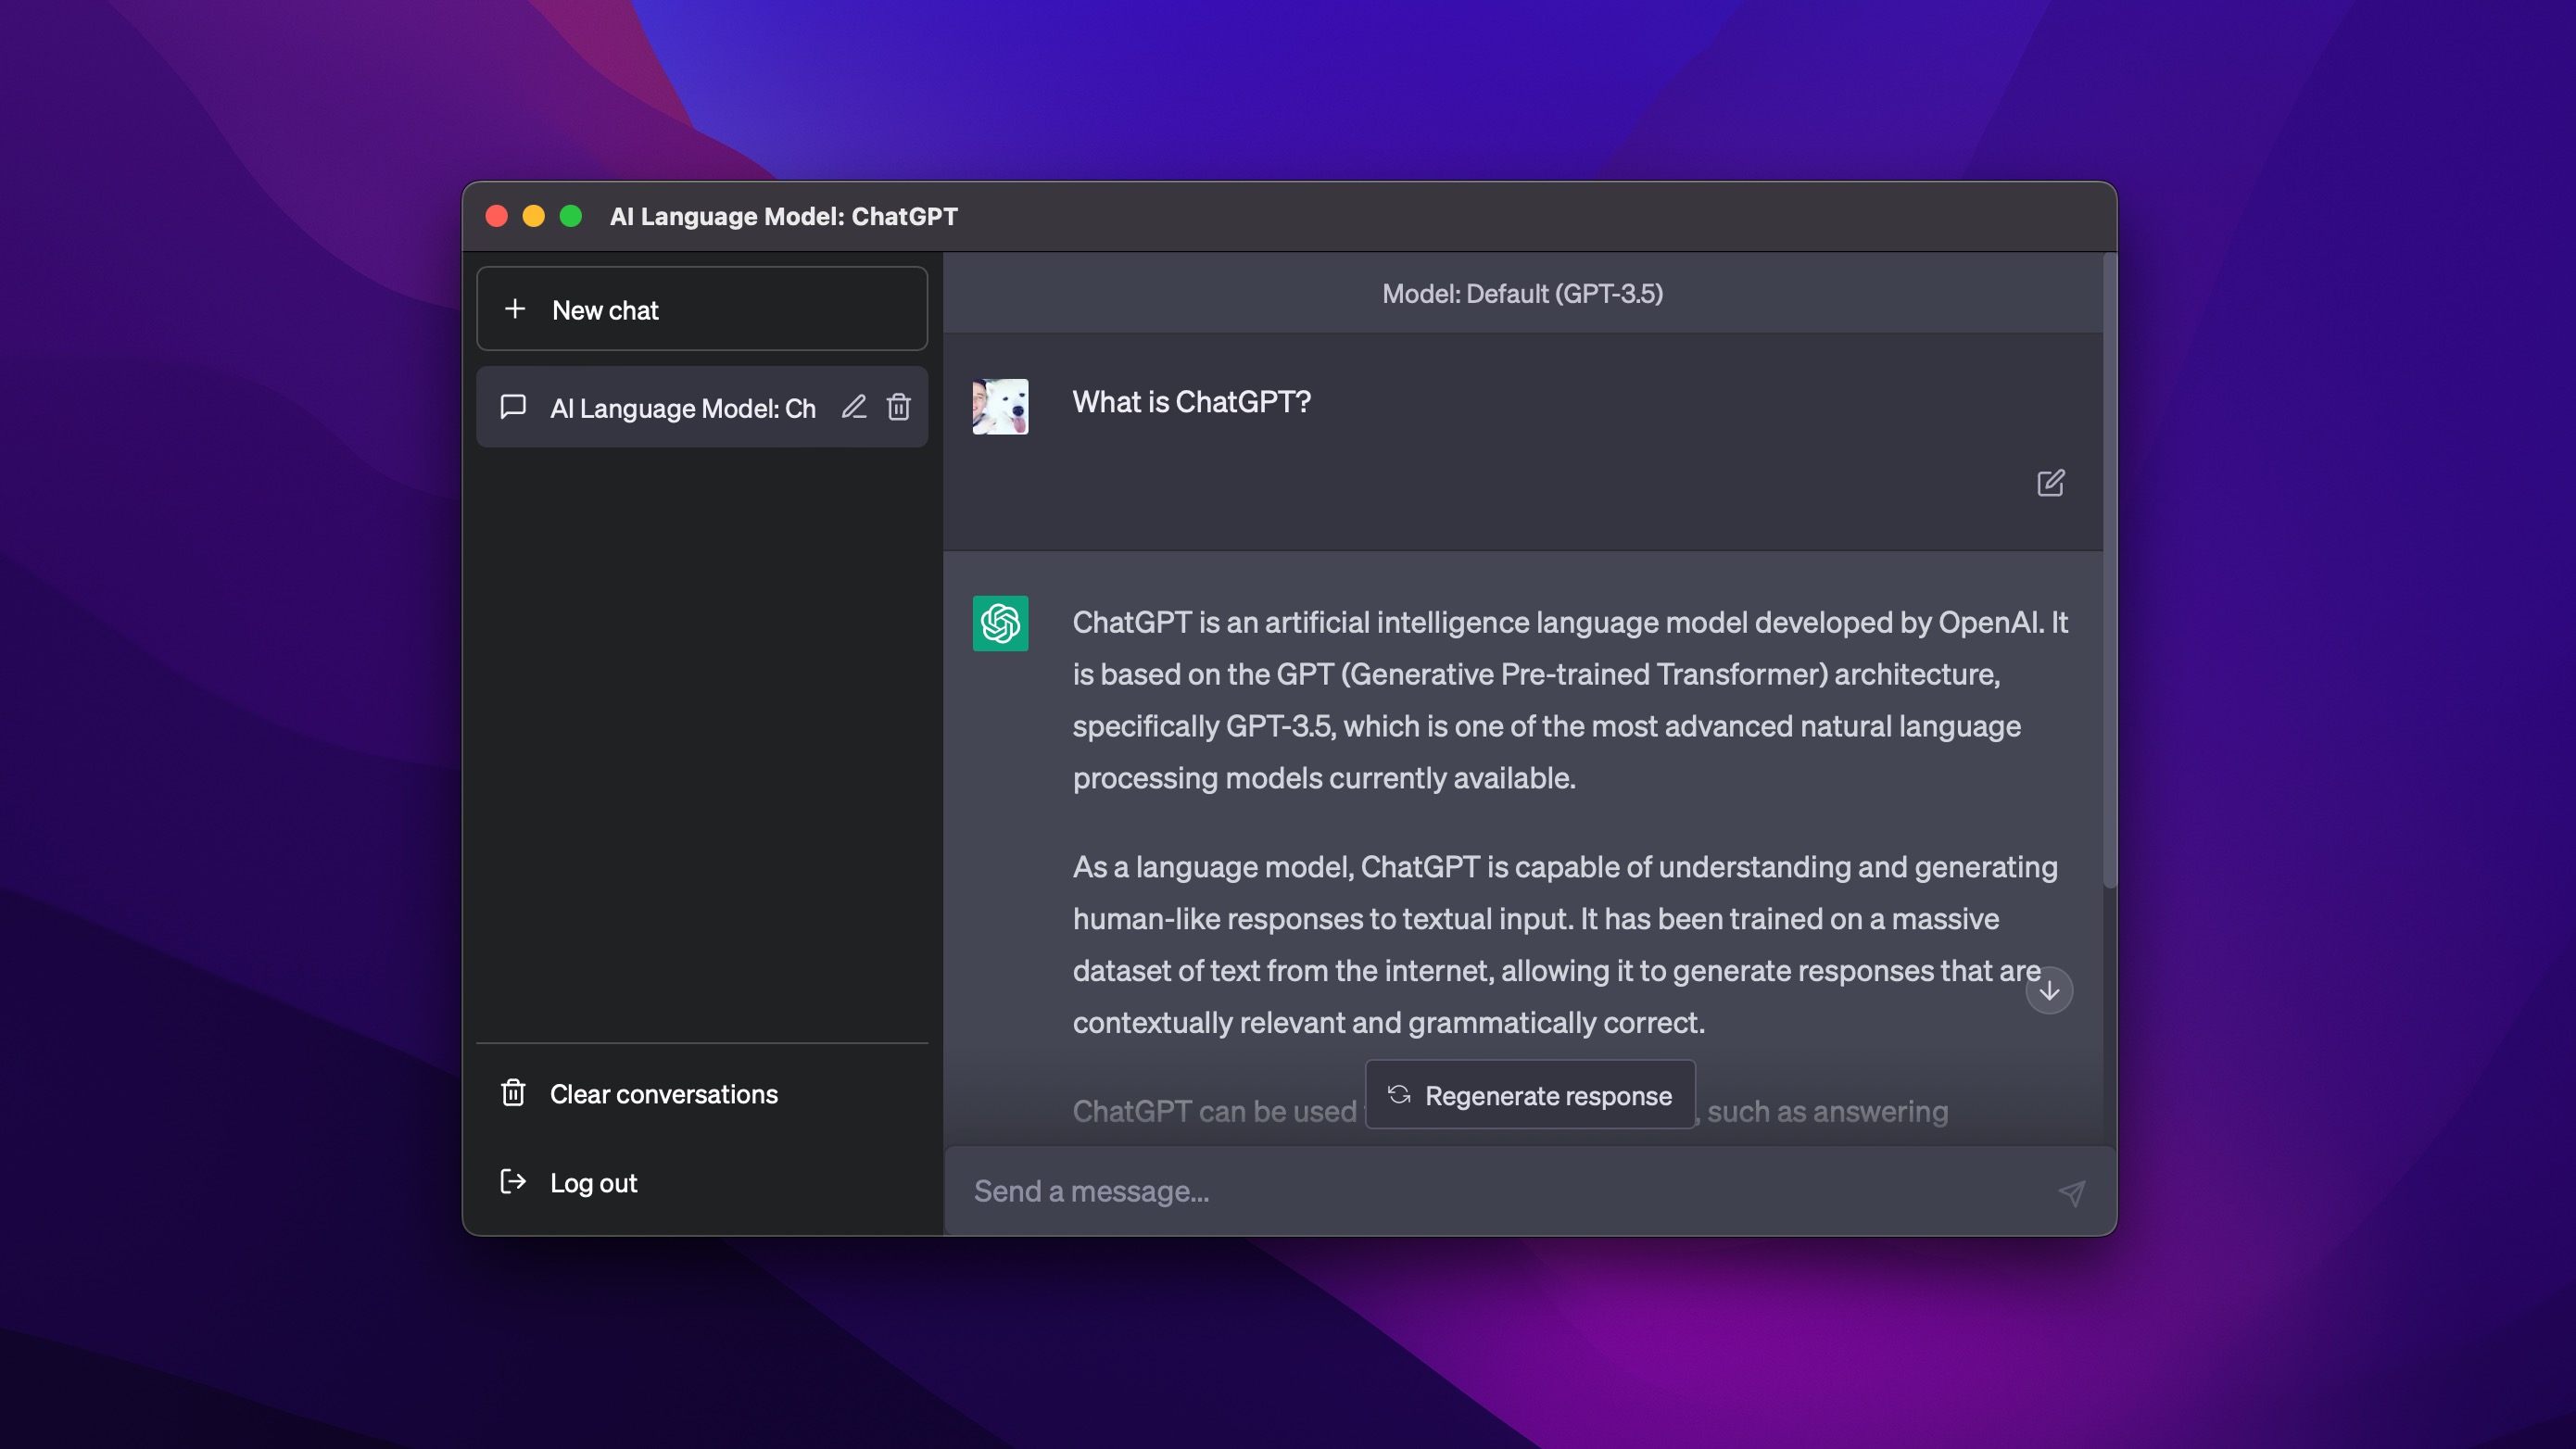 AI Language Model: ChatGPT
New chat
AI Language Model: Ch
Clear conversations
Log out
Model: Default (GPT-3.5)
What is ChatGPT?
ChatGPT is an artificial intelligence language model developed by OpenAI. It
is based on the GPT (Generative Pre-trained Transformer) architecture,
specifically GPT-3.5, which is one of the most advanced natural language
processing models currently available.
As a language model, ChatGPT is capable of understanding and generating
human-like responses to textual input. It has been trained on a massive
dataset of text from the internet, allowing it to generate responses that are
contextually relevant and grammatically correct.
ChatGPT can be used , such as answering
Regenerate response
Send a message...